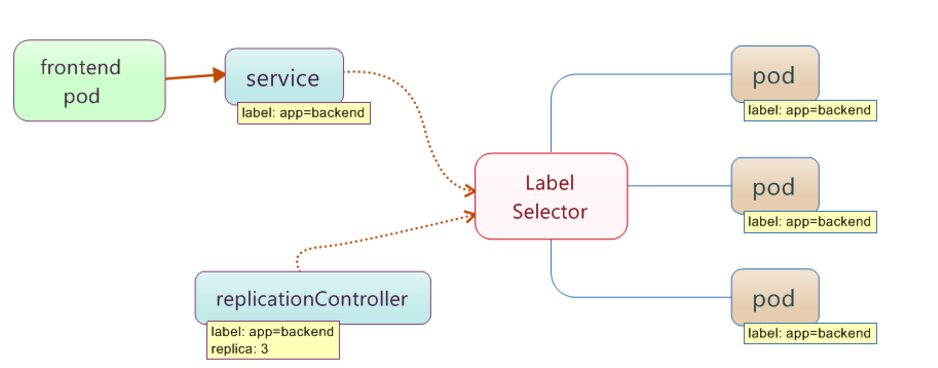 frontend
pod
service
label: app=backend
Label
Selector
replicationController
label: app=backend
replica: 3
pod
label: app=backend
pod
label: app=backend
pod
label: app=backend